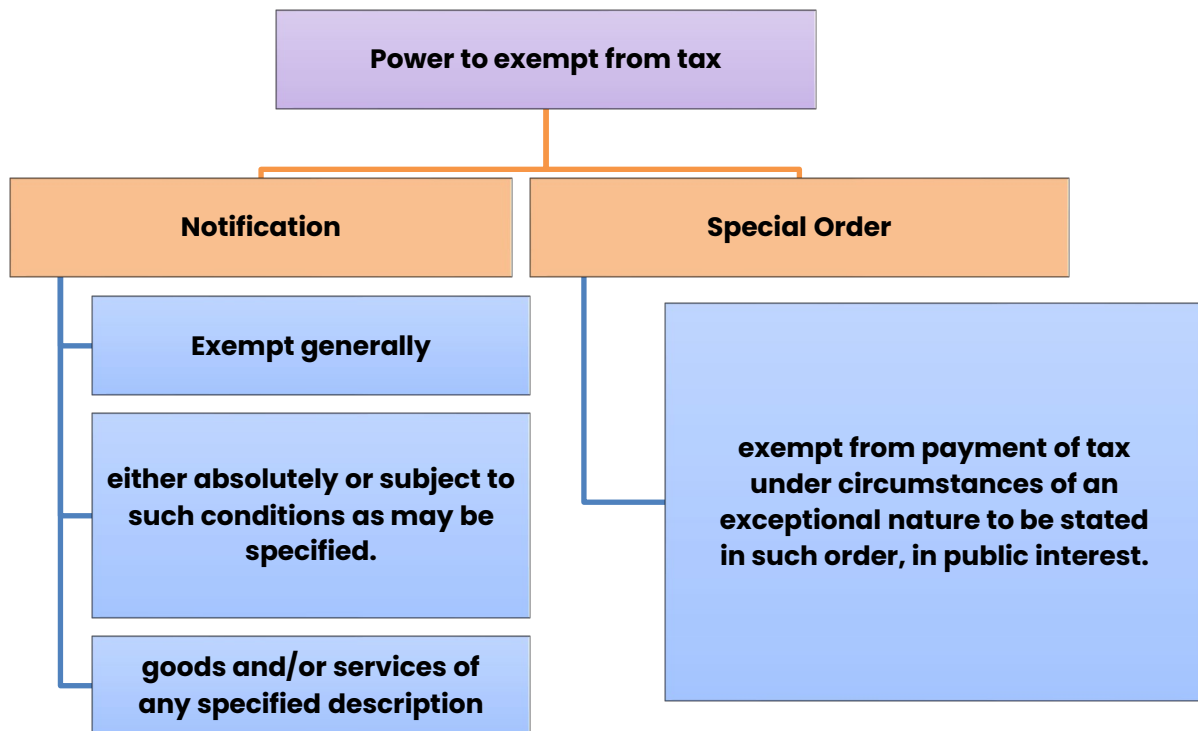 Power to exempt from tax
Notification
Special Order
Exempt generally
either absolutely or subject to
such conditions as may be
specified.
goods and/or services of
any specified description
exempt from payment of tax
under circumstances of an
exceptional nature to be stated
in such order, in public interest.